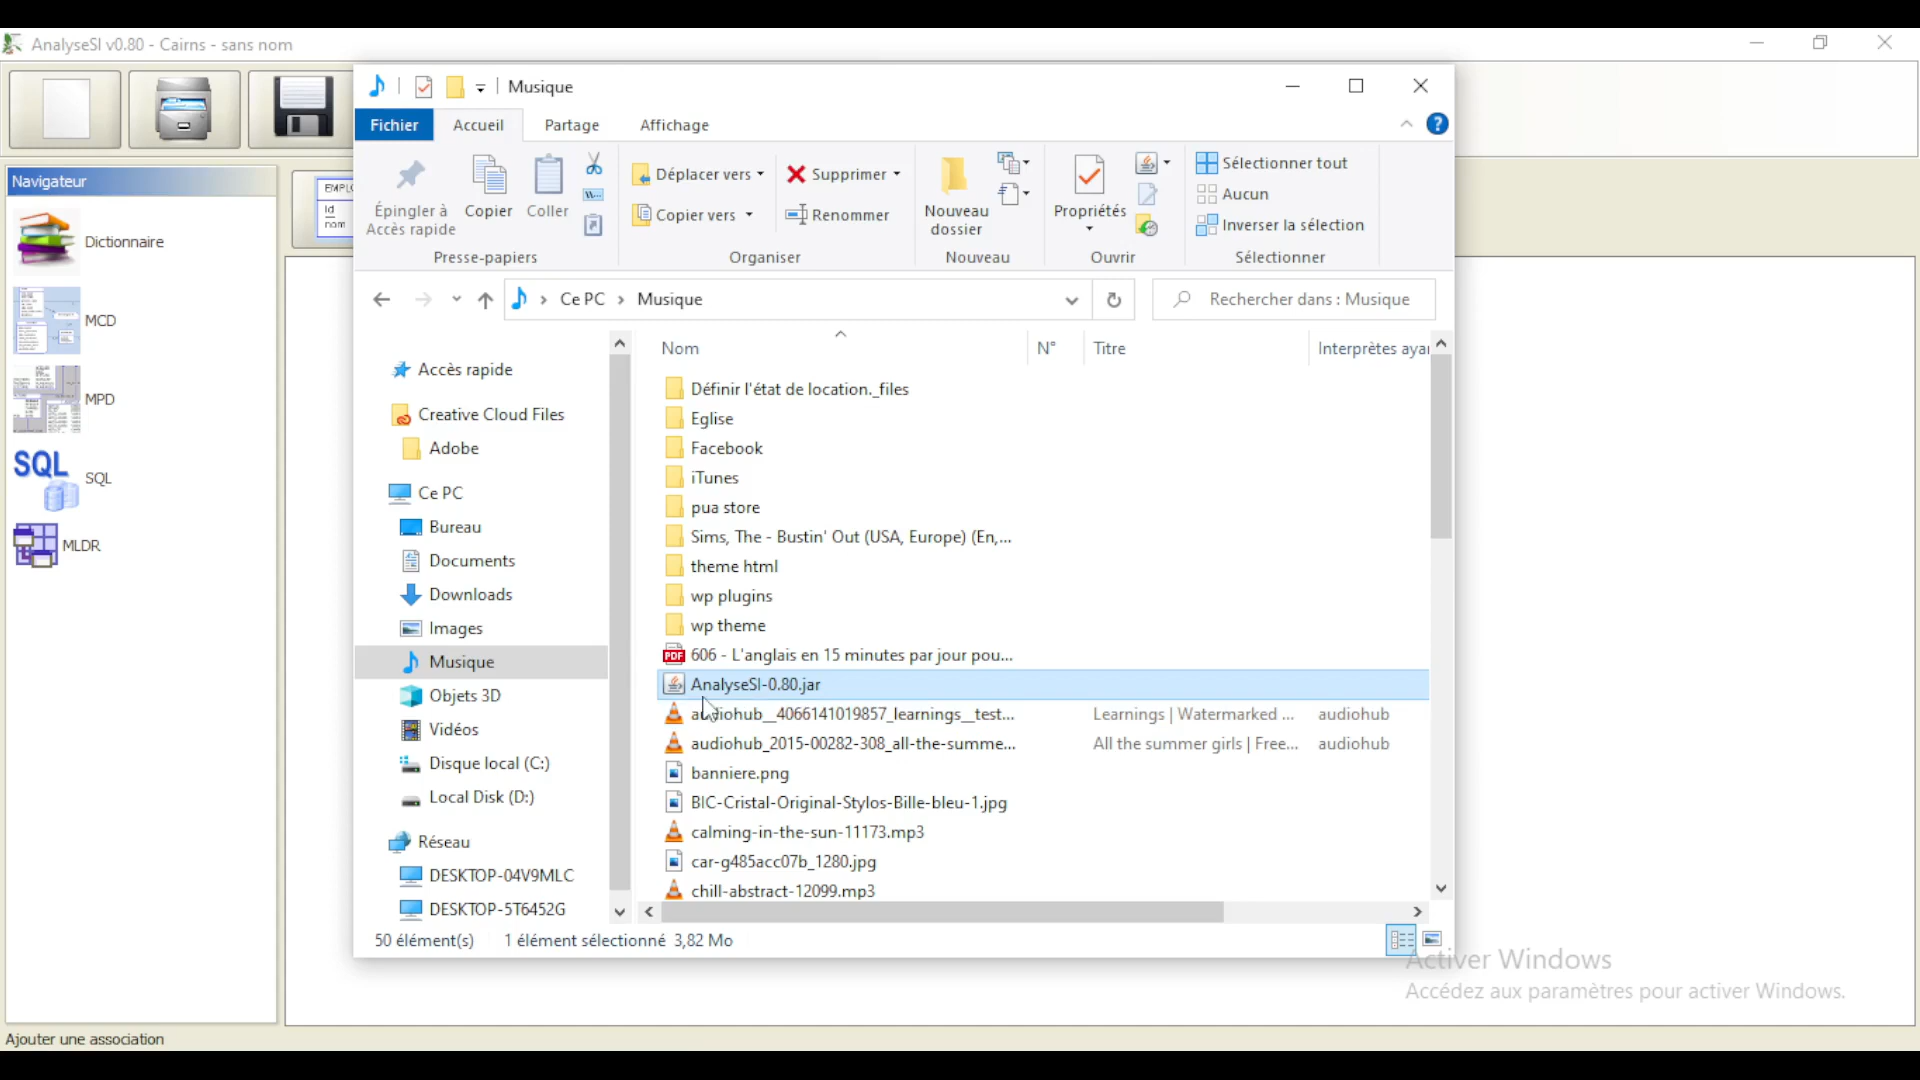 AnalyseSI v0.80 - Cairns - sans nom
Musique
Fichier
Accueil
Partage
Affichage
Navigateur
Dictionnaire
MCD
MPD
SQL
SQL
MLDR
Id
nom
Épingler à
Accès rapide
Copier
Coller
Presse-papiers
Déplacer vers
Copier vers
Supprimer
Renommer
Organiser
Nouveau
dossier
Nouveau
Propriétés
Ouvrir
Sélectionner tout
Aucun
Inverser la sélection
Sélectionner
Ce PC
Musique
Rechercher dans : Musique
Accès rapide
Creative Cloud Files
Adobe
Ce PC
Bureau
Documents
Downloads
Images
Musique
Objets 3D
Vidéos
Disque local (C:)
Local Disk (D:)
Réseau
DESKTOP-04V9MLC
DESKTOP-5T6452G
Nom N° Titre Interprètes ayar
Définir l'état de location._files
Eglise
Facebook
iTunes
pua store
Sims, The - Bustin' Out (USA, Europe) (En,...
theme html
wp plugins
wp theme
PDF 606 - L'anglais en 15 minutes par jour pou...
AnalyseSI-0.80.jar
audiohub__4066141019857_learnings__test... Learnings | Watermarked ... audiohub
audiohub_2015-00282-308_all-the-summe... All the summer girls | Free... audiohub
banniere.png
BIC-Cristal-Original-Stylos-Bille-bleu-1.jpg
calming-in-the-sun-11173.mp3
car-g485acc07b_1280.jpg
chill-abstract-12099.mp3
50 élément(s) 1 élément sélectionné 3,82 Mo
Activer Windows
Accédez aux paramètres pour activer Windows.
Ajouter une association